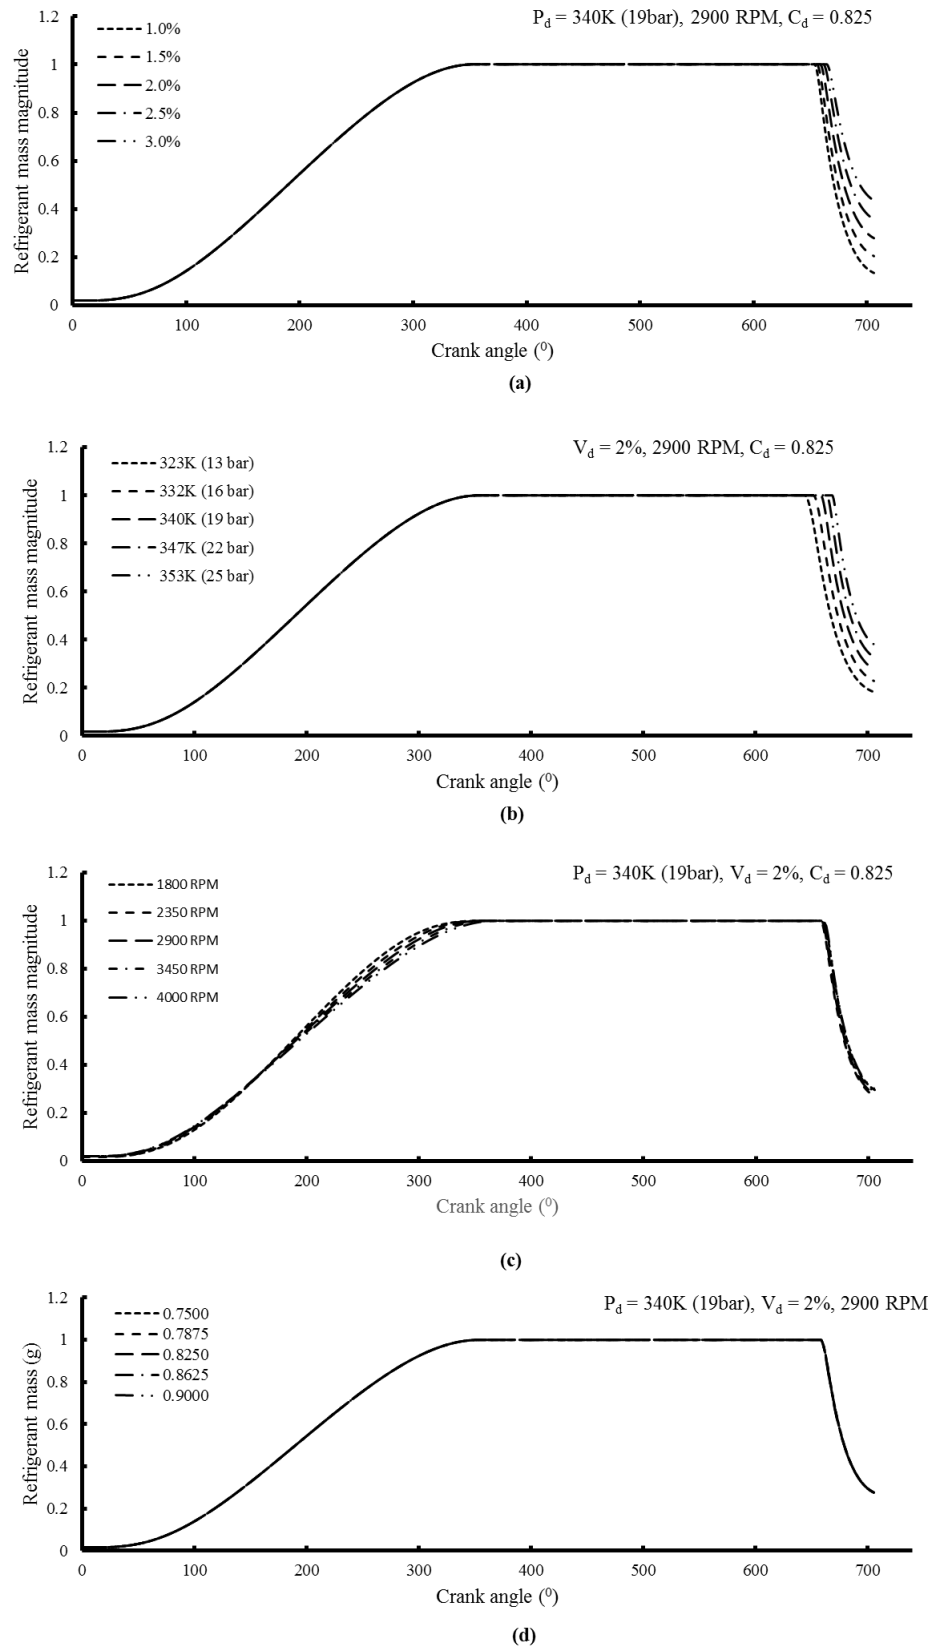 P_d = 340K (19bar), 2900 RPM, C_d = 0.825
1.0%
1.5%
2.0%
2.5%
3.0%
Refrigerant mass magnitude
1.2
1
0.8
0.6
0.4
0.2
0
0 100 200 300 400 500 600 700
Crank angle (⁰)
(a)
V_d = 2%, 2900 RPM, C_d = 0.825
323K (13 bar)
332K (16 bar)
340K (19 bar)
347K (22 bar)
353K (25 bar)
Refrigerant mass magnitude
1.2
1
0.8
0.6
0.4
0.2
0
0 100 200 300 400 500 600 700
Crank angle (⁰)
(b)
P_d = 340K (19bar), V_d = 2%, C_d = 0.825
1800 RPM
2350 RPM
2900 RPM
3450 RPM
4000 RPM
Refrigerant mass magnitude
1.2
1
0.8
0.6
0.4
0.2
0
0 100 200 300 400 500 600 700
Crank angle (⁰)
(c)
P_d = 340K (19bar), V_d = 2%, 2900 RPM
0.7500
0.7875
0.8250
0.8625
0.9000
Refrigerant mass (g)
1.2
1
0.8
0.6
0.4
0.2
0
0 100 200 300 400 500 600 700
Crank angle (⁰)
(d)